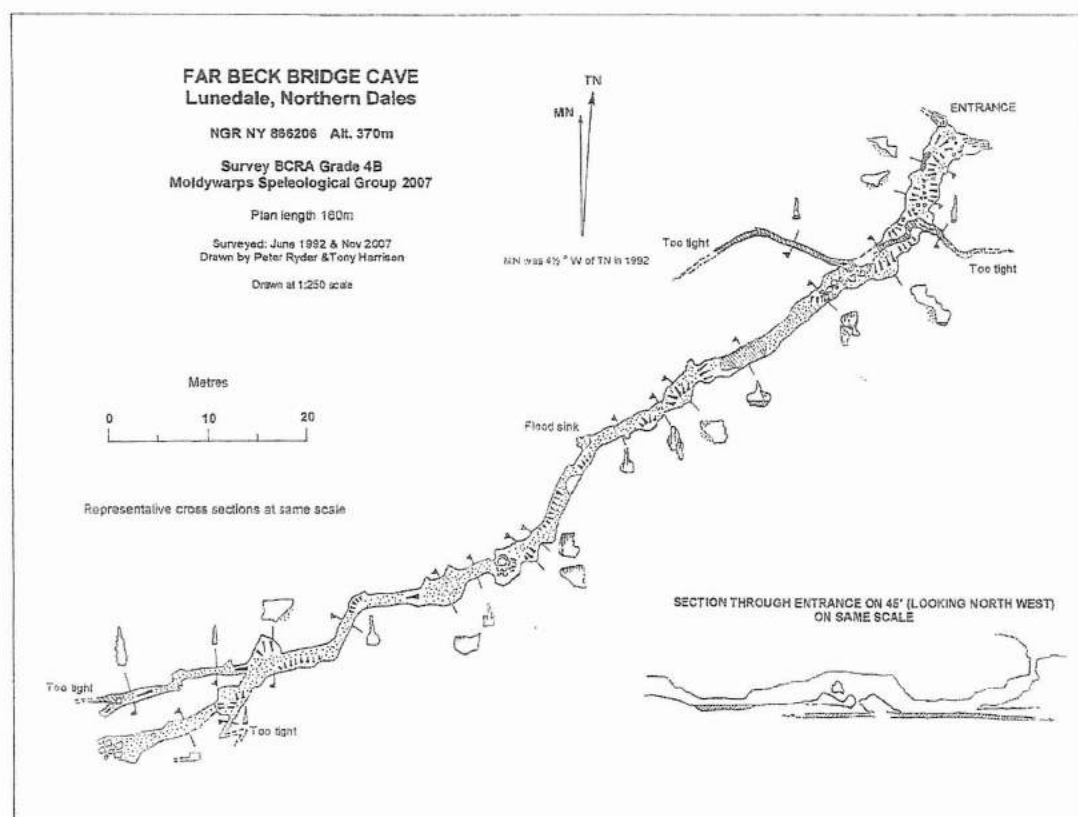 FAR BECK BRIDGE CAVE
Lunedale, Northern Dales
NGR NY 866206 Alt. 370m
Survey BCRA Grade 4B
Moldywarps Speleological Group 2007
Plan length 160m
Surveyed: June 1992 & Nov 2007
Drawn by Peter Ryder & Tony Harrison
Drawn at 1:250 scale
TN
MN
MN was 4½° W of TN in 1992
ENTRANCE
Too tight
Too tight
Metres
0 10 20
Flood sink
Representative cross sections at same scale
SECTION THROUGH ENTRANCE ON 45° (LOOKING NORTH WEST)
ON SAME SCALE
Too tight
Too tight